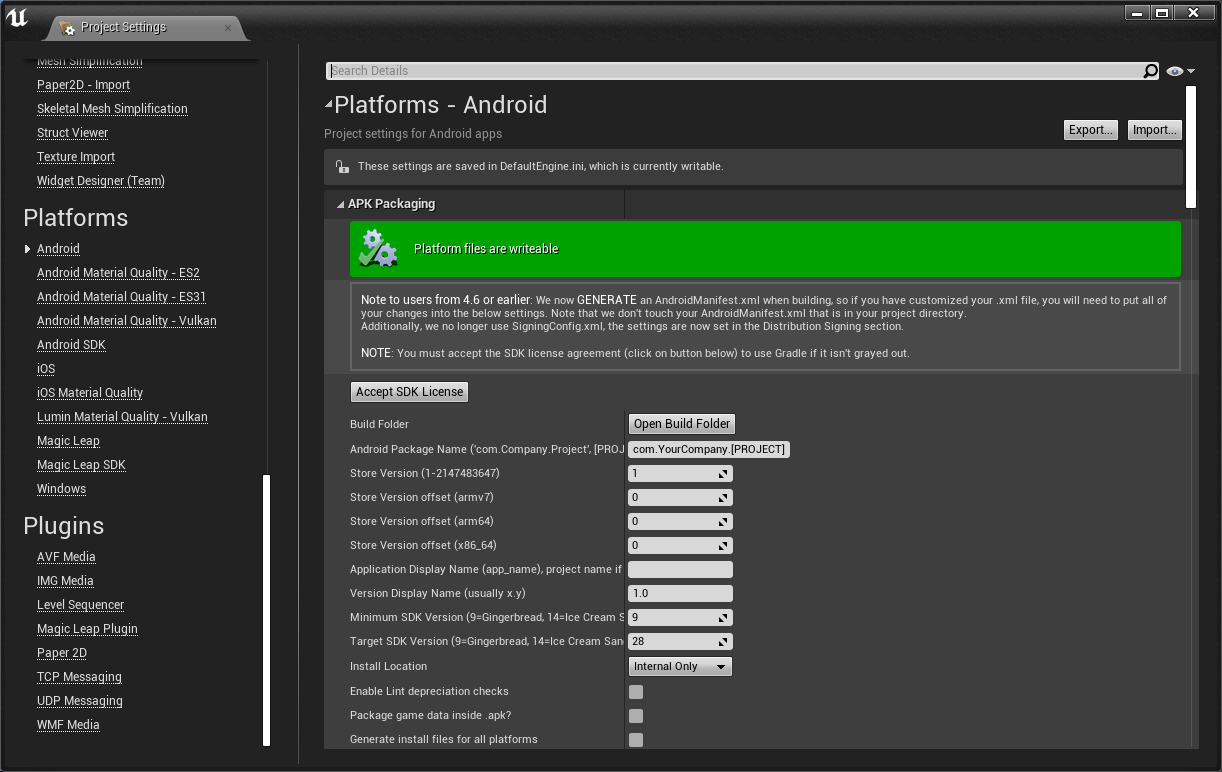 Project Settings
Mesh Simplification
Paper2D - Import
Skeletal Mesh Simplification
Struct Viewer
Texture Import
Widget Designer (Team)
Platforms
Android
Android Material Quality - ES2
Android Material Quality - ES31
Android Material Quality - Vulkan
Android SDK
iOS
iOS Material Quality
Lumin Material Quality - Vulkan
Magic Leap
Magic Leap SDK
Windows
Plugins
AVF Media
IMG Media
Level Sequencer
Magic Leap Plugin
Paper 2D
TCP Messaging
UDP Messaging
WMF Media
Search Details
Platforms - Android
Project settings for Android apps
Export...
Import...
These settings are saved in DefaultEngine.ini, which is currently writable.
APK Packaging
Platform files are writeable
Note to users from 4.6 or earlier: We now GENERATE an AndroidManifest.xml when building, so if you have customized your .xml file, you will need to put all of
your changes into the below settings. Note that we don't touch your AndroidManifest.xml that is in your project directory.
Additionally, we no longer use SigningConfig.xml, the settings are now set in the Distribution Signing section.
NOTE: You must accept the SDK license agreement (click on button below) to use Gradle if it isn't grayed out.
Accept SDK License
Build Folder
Open Build Folder
Android Package Name ('com.Company.Project', [PROJ
com.YourCompany.[PROJECT]
Store Version (1-2147483647)
1
Store Version offset (armv7)
0
Store Version offset (arm64)
0
Store Version offset (x86_64)
0
Application Display Name (app_name), project name if
Version Display Name (usually x.y)
1.0
Minimum SDK Version (9=Gingerbread, 14=Ice Cream S
9
Target SDK Version (9=Gingerbread, 14=Ice Cream San
28
Install Location
Internal Only
Enable Lint depreciation checks
Package game data inside .apk?
Generate install files for all platforms